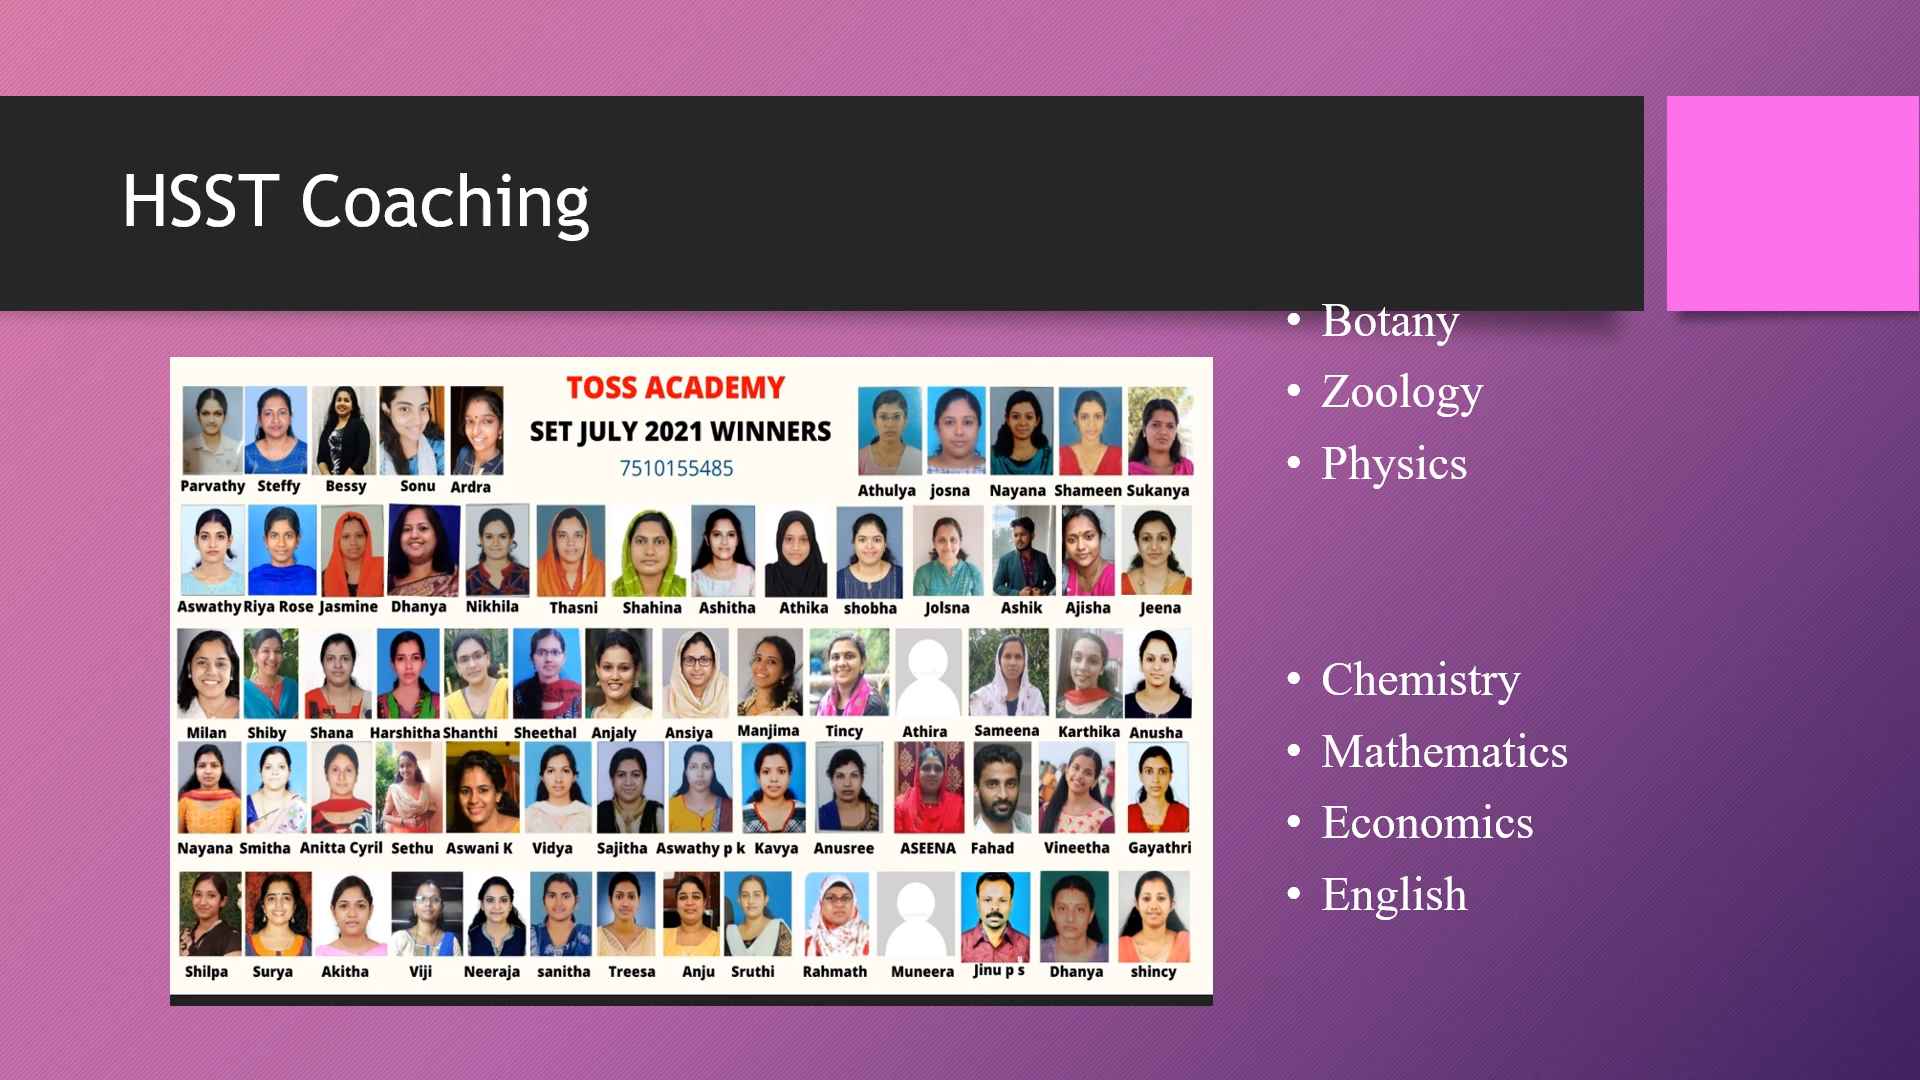 HSST Coaching
TOSS ACADEMY
SET JULY 2021 WINNERS
7510155485
Parvathy Steffy Bessy Sonu Ardra
Athulya josna Nayana Shameen Sukanya
Aswathy Riya Rose Jasmine Dhanya Nikhila Thasni Shahina Ashitha Athika shobha Jolsna Ashik Ajisha Jeena
Milan Shiby Shana Harshitha Shanthi Sheethal Anjaly Ansiya Manjima Tincy Athira Sameena Karthika Anusha
Nayana Smitha Anitta Cyril Sethu Aswani K Vidya Sajitha Aswathy p k Kavya Anusree ASEENA Fahad Vineetha Gayathri
Shilpa Surya Akitha Viji Neeraja sanitha Treesa Anju Sruthi Rahmath Muneera Jinu p s Dhanya shincy
• Botany
• Zoology
• Physics
• Chemistry
• Mathematics
• Economics
• English